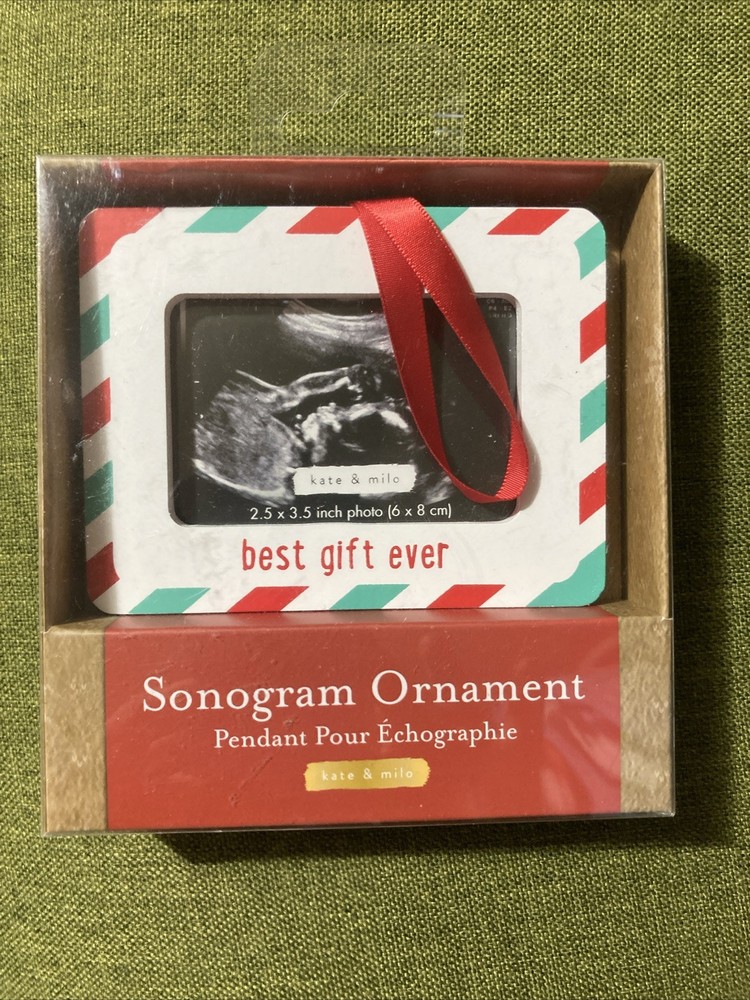 kate & milo
2.5 x 3.5 inch photo (6 x 8 cm)
best gift ever
Sonogram Ornament
Pendant Pour Échographie
kate & milo